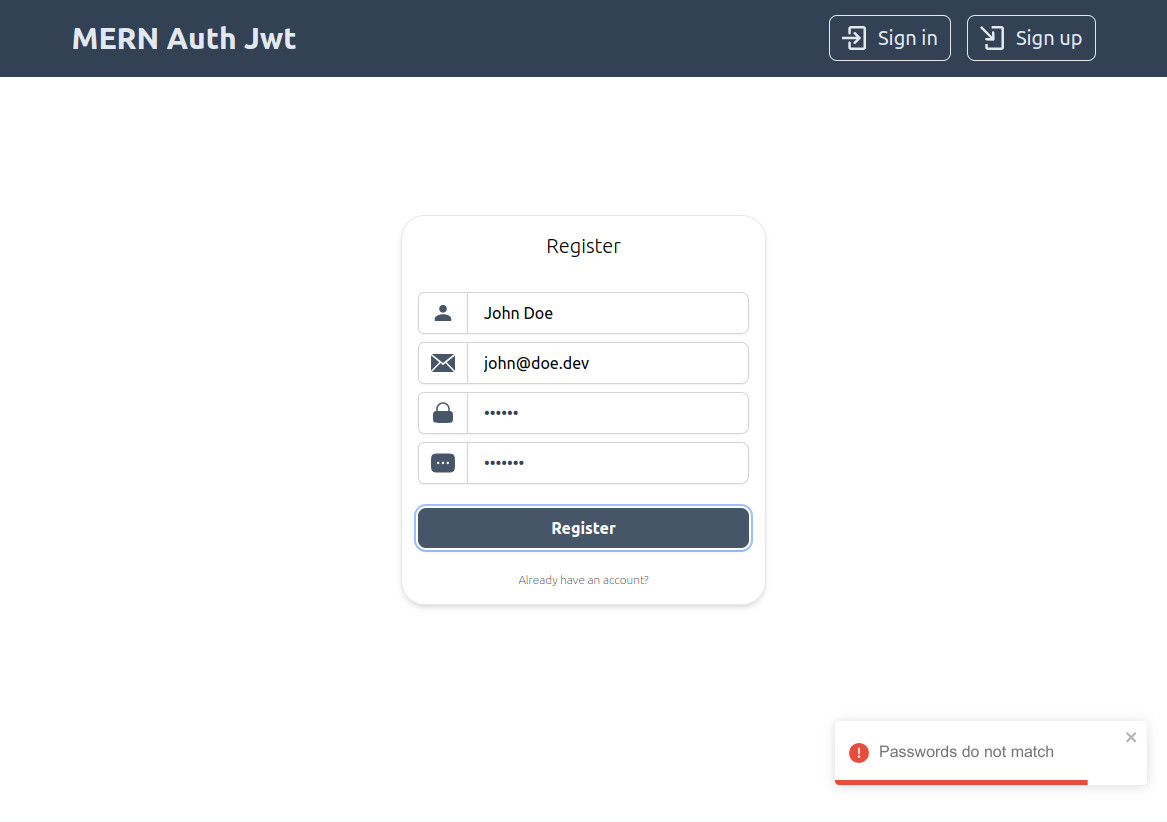 MERN Auth Jwt
Sign in
Sign up
Register
John Doe
john@doe.dev
••••••
•••••••
Register
Already have an account?
Passwords do not match